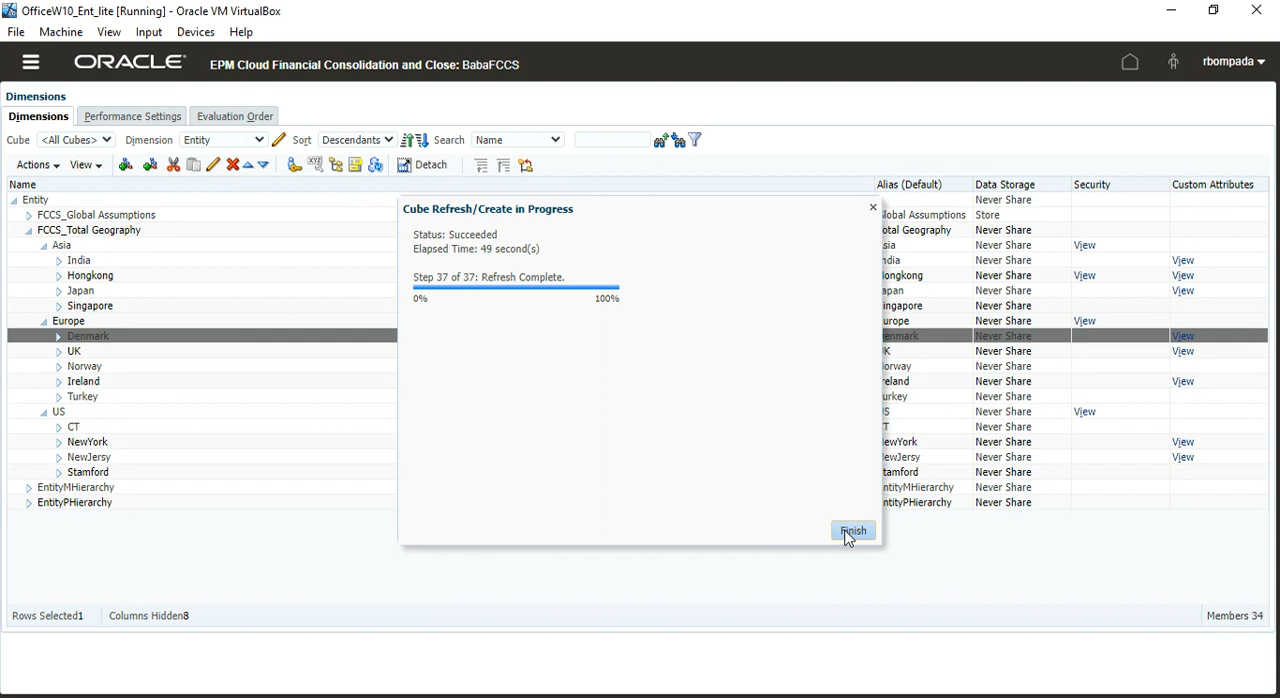 OfficeW10_Ent_lite [Running] - Oracle VM VirtualBox
File Machine View Input Devices Help
ORACLE® EPM Cloud Financial Consolidation and Close: BabaFCCS rbompada
Dimensions
Dimensions Performance Settings Evaluation Order
Cube <All Cubes> Dimension Entity Sort Descendants Search Name
Actions View Detach
Name Alias (Default) Data Storage Security Custom Attributes
Entity Never Share
FCCS_Global Assumptions lobal Assumptions Store
FCCS_Total Geography otal Geography Never Share
Asia sia Never Share View
India ndia Never Share View
Hongkong ongkong Never Share View View
Japan apan Never Share View
Singapore ingapore Never Share
Europe urope Never Share View
Denmark enmark Never Share View
UK K Never Share View
Norway orway Never Share
Ireland eland Never Share View
Turkey urkey Never Share
US S Never Share View
CT T Never Share
NewYork ewYork Never Share View
NewJersy ewJersy Never Share View
Stamford tamford Never Share
EntityMHierarchy ntityMHierarchy Never Share
EntityPHierarchy ntityPHierarchy Never Share
Cube Refresh/Create in Progress
Status: Succeeded
Elapsed Time: 49 second(s)
Step 37 of 37: Refresh Complete.
0% 100%
Finish
Rows Selected1 Columns Hidden8 Members 34